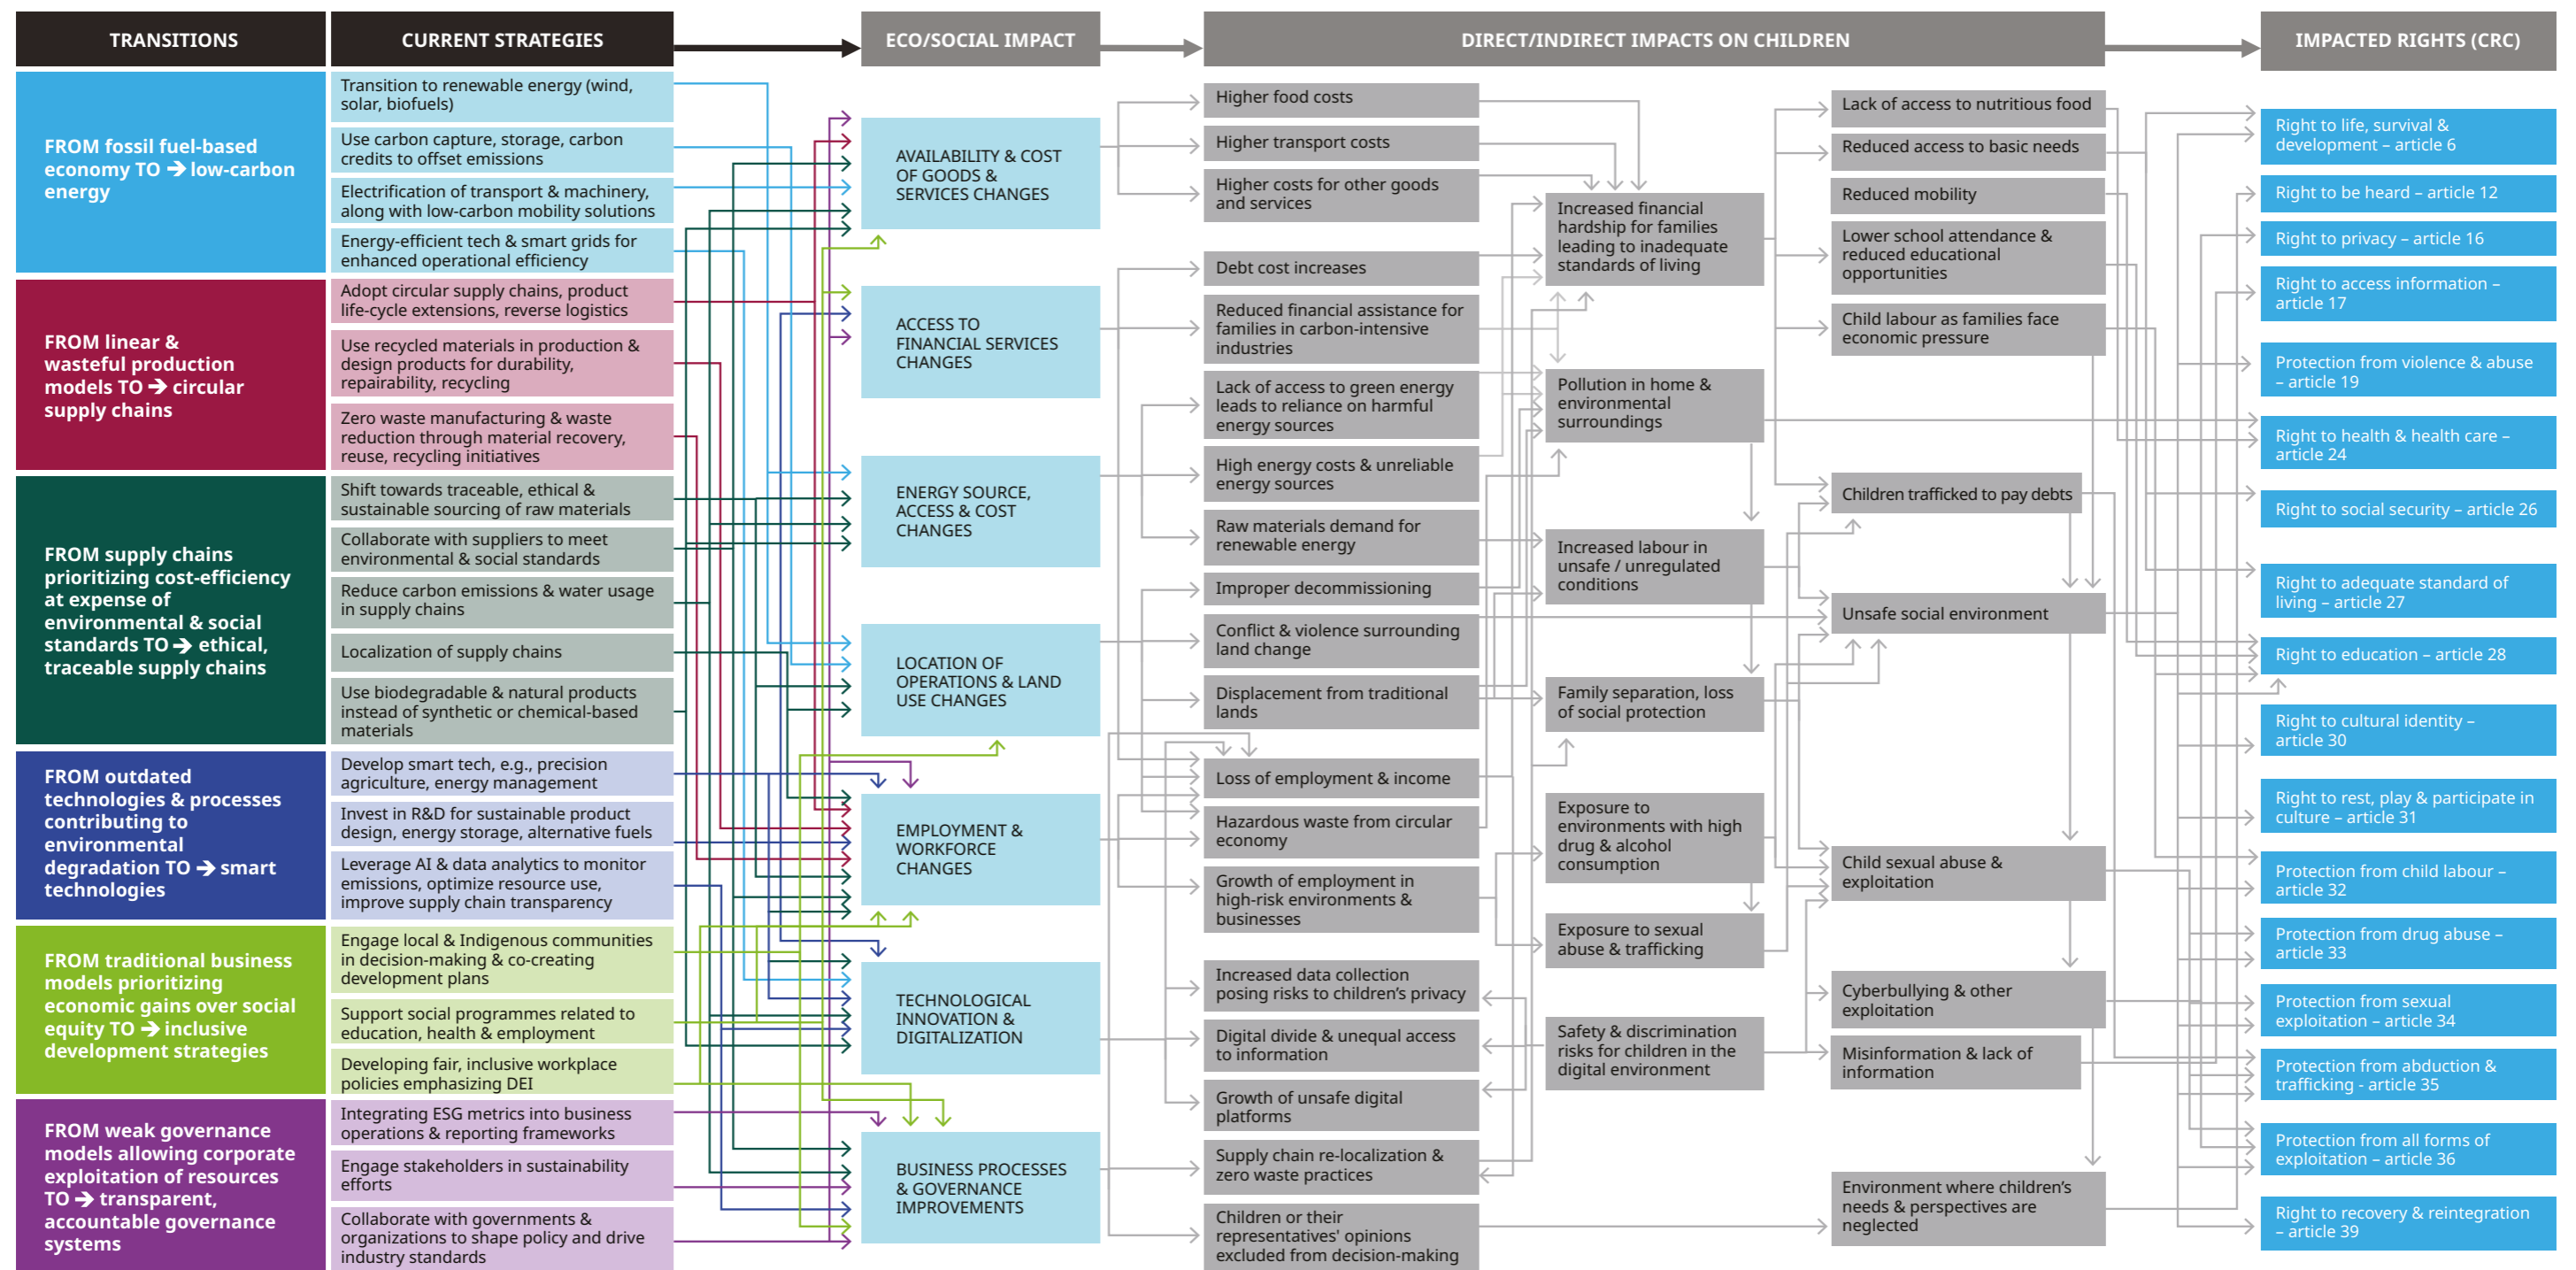 TRANSITIONS
CURRENT STRATEGIES
ECO/SOCIAL IMPACT
DIRECT/INDIRECT IMPACTS ON CHILDREN
IMPACTED RIGHTS (CRC)
FROM fossil fuel-based
economy TO ➔ low-carbon
energy
FROM linear &
wasteful production
models TO ➔ circular
supply chains
FROM supply chains
prioritizing cost-efficiency
at expense of
environmental & social
standards TO ➔ ethical,
traceable supply chains
FROM outdated
technologies & processes
contributing to
environmental
degradation TO ➔ smart
technologies
FROM traditional business
models prioritizing
economic gains over social
equity TO ➔ inclusive
development strategies
FROM weak governance
models allowing corporate
exploitation of resources
TO ➔ transparent,
accountable governance
systems
Transition to renewable energy (wind,
solar, biofuels)
Use carbon capture, storage, carbon
credits to offset emissions
Electrification of transport & machinery,
along with low-carbon mobility solutions
Energy-efficient tech & smart grids for
enhanced operational efficiency
Adopt circular supply chains, product
life-cycle extensions, reverse logistics
Use recycled materials in production &
design products for durability,
repairability, recycling
Zero waste manufacturing & waste
reduction through material recovery,
reuse, recycling initiatives
Shift towards traceable, ethical &
sustainable sourcing of raw materials
Collaborate with suppliers to meet
environmental & social standards
Reduce carbon emissions & water usage
in supply chains
Localization of supply chains
Use biodegradable & natural products
instead of synthetic or chemical-based
materials
Develop smart tech, e.g., precision
agriculture, energy management
Invest in R&D for sustainable product
design, energy storage, alternative fuels
Leverage AI & data analytics to monitor
emissions, optimize resource use,
improve supply chain transparency
Engage local & Indigenous communities
in decision-making & co-creating
development plans
Support social programmes related to
education, health & employment
Developing fair, inclusive workplace
policies emphasizing DEI
Integrating ESG metrics into business
operations & reporting frameworks
Engage stakeholders in sustainability
efforts
Collaborate with governments &
organizations to shape policy and drive
industry standards
AVAILABILITY & COST
OF GOODS &
SERVICES CHANGES
ACCESS TO
FINANCIAL SERVICES
CHANGES
ENERGY SOURCE,
ACCESS & COST
CHANGES
LOCATION OF
OPERATIONS & LAND
USE CHANGES
EMPLOYMENT &
WORKFORCE
CHANGES
TECHNOLOGICAL
INNOVATION &
DIGITALIZATION
BUSINESS PROCESSES
& GOVERNANCE
IMPROVEMENTS
Higher food costs
Higher transport costs
Higher costs for other goods
and services
Debt cost increases
Reduced financial assistance for
families in carbon-intensive
industries
Lack of access to green energy
leads to reliance on harmful
energy sources
High energy costs & unreliable
energy sources
Raw materials demand for
renewable energy
Improper decommissioning
Conflict & violence surrounding
land change
Displacement from traditional
lands
Loss of employment & income
Hazardous waste from circular
economy
Growth of employment in
high-risk environments &
businesses
Increased data collection
posing risks to children's privacy
Digital divide & unequal access
to information
Growth of unsafe digital
platforms
Supply chain re-localization &
zero waste practices
Children or their
representatives' opinions
excluded from decision-making
Increased financial
hardship for families
leading to inadequate
standards of living
Pollution in home &
environmental
surroundings
Increased labour in
unsafe / unregulated
conditions
Family separation, loss
of social protection
Exposure to
environments with high
drug & alcohol
consumption
Exposure to sexual
abuse & trafficking
Safety & discrimination
risks for children in the
digital environment
Lack of access to nutritious food
Reduced access to basic needs
Reduced mobility
Lower school attendance &
reduced educational
opportunities
Child labour as families face
economic pressure
Children trafficked to pay debts
Unsafe social environment
Child sexual abuse &
exploitation
Cyberbullying & other
exploitation
Misinformation & lack of
information
Environment where children's
needs & perspectives are
neglected
Right to life, survival &
development – article 6
Right to be heard – article 12
Right to privacy – article 16
Right to access information –
article 17
Protection from violence & abuse
– article 19
Right to health & health care –
article 24
Right to social security – article 26
Right to adequate standard of
living – article 27
Right to education – article 28
Right to cultural identity –
article 30
Right to rest, play & participate in
culture – article 31
Protection from child labour –
article 32
Protection from drug abuse –
article 33
Protection from sexual
exploitation – article 34
Protection from abduction &
trafficking - article 35
Protection from all forms of
exploitation – article 36
Right to recovery & reintegration
– article 39